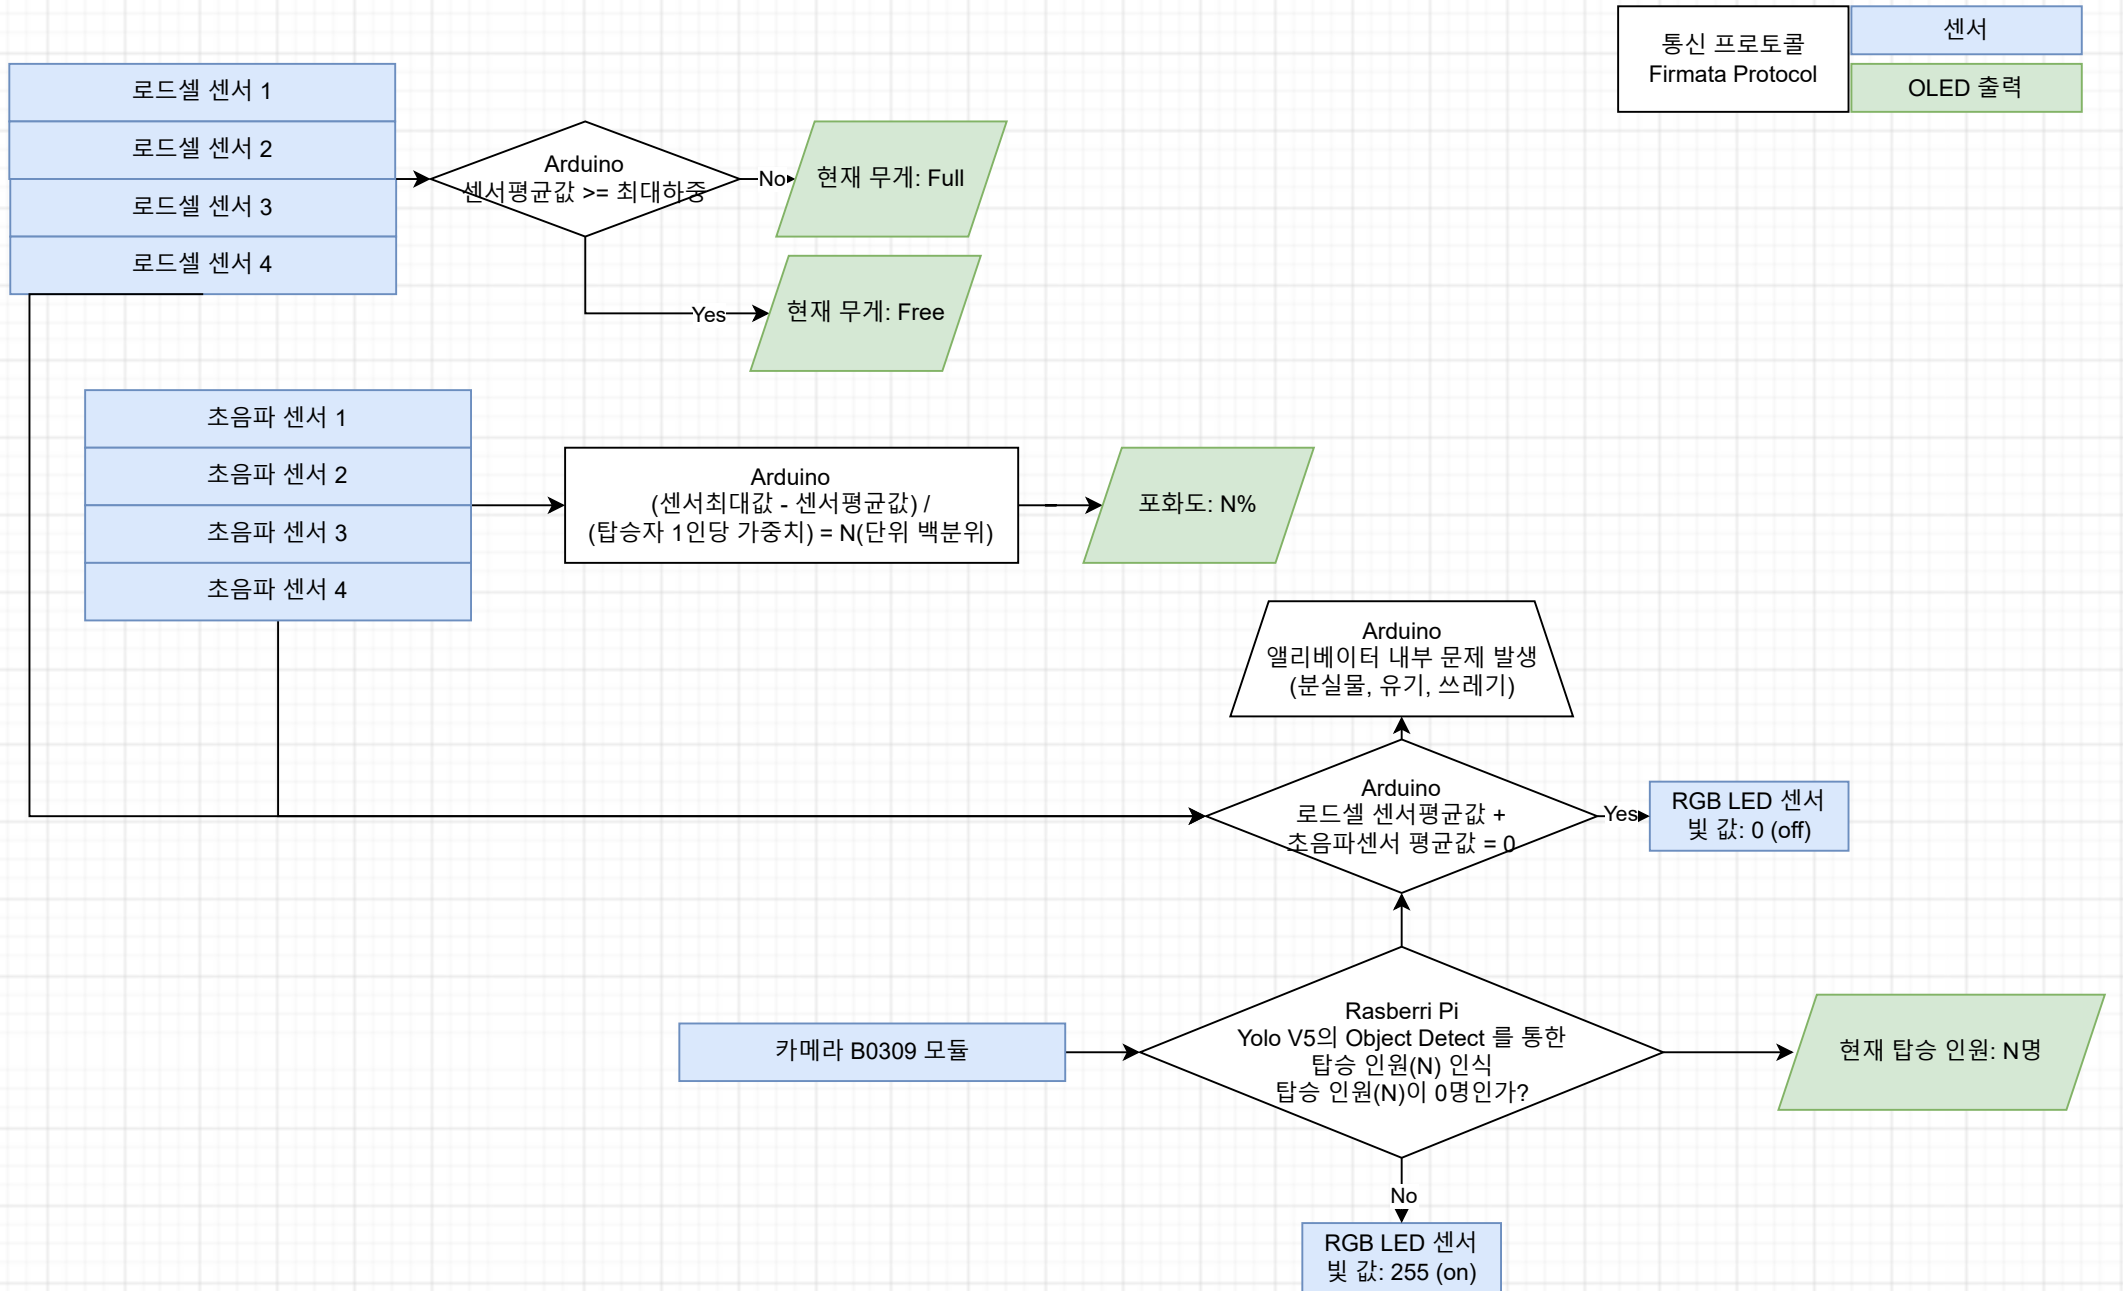 통신 프로토콜
Firmata Protocol
센서
OLED 출력
로드셀 센서 1
로드셀 센서 2
로드셀 센서 3
로드셀 센서 4
Arduino
센서평균값 >= 최대하중
No
현재 무게: Full
Yes
현재 무게: Free
초음파 센서 1
초음파 센서 2
초음파 센서 3
초음파 센서 4
Arduino
(센서최대값 - 센서평균값) /
(탑승자 1인당 가중치) = N(단위 백분위)
포화도: N%
Arduino
앨리베이터 내부 문제 발생
(분실물, 유기, 쓰레기)
Arduino
로드셀 센서평균값 +
초음파센서 평균값 = 0
Yes
RGB LED 센서
빛 값: 0 (off)
카메라 B0309 모듈
Rasberri Pi
Yolo V5의 Object Detect 를 통한
탑승 인원(N) 인식
탑승 인원(N)이 0명인가?
현재 탑승 인원: N명
No
RGB LED 센서
빛 값: 255 (on)